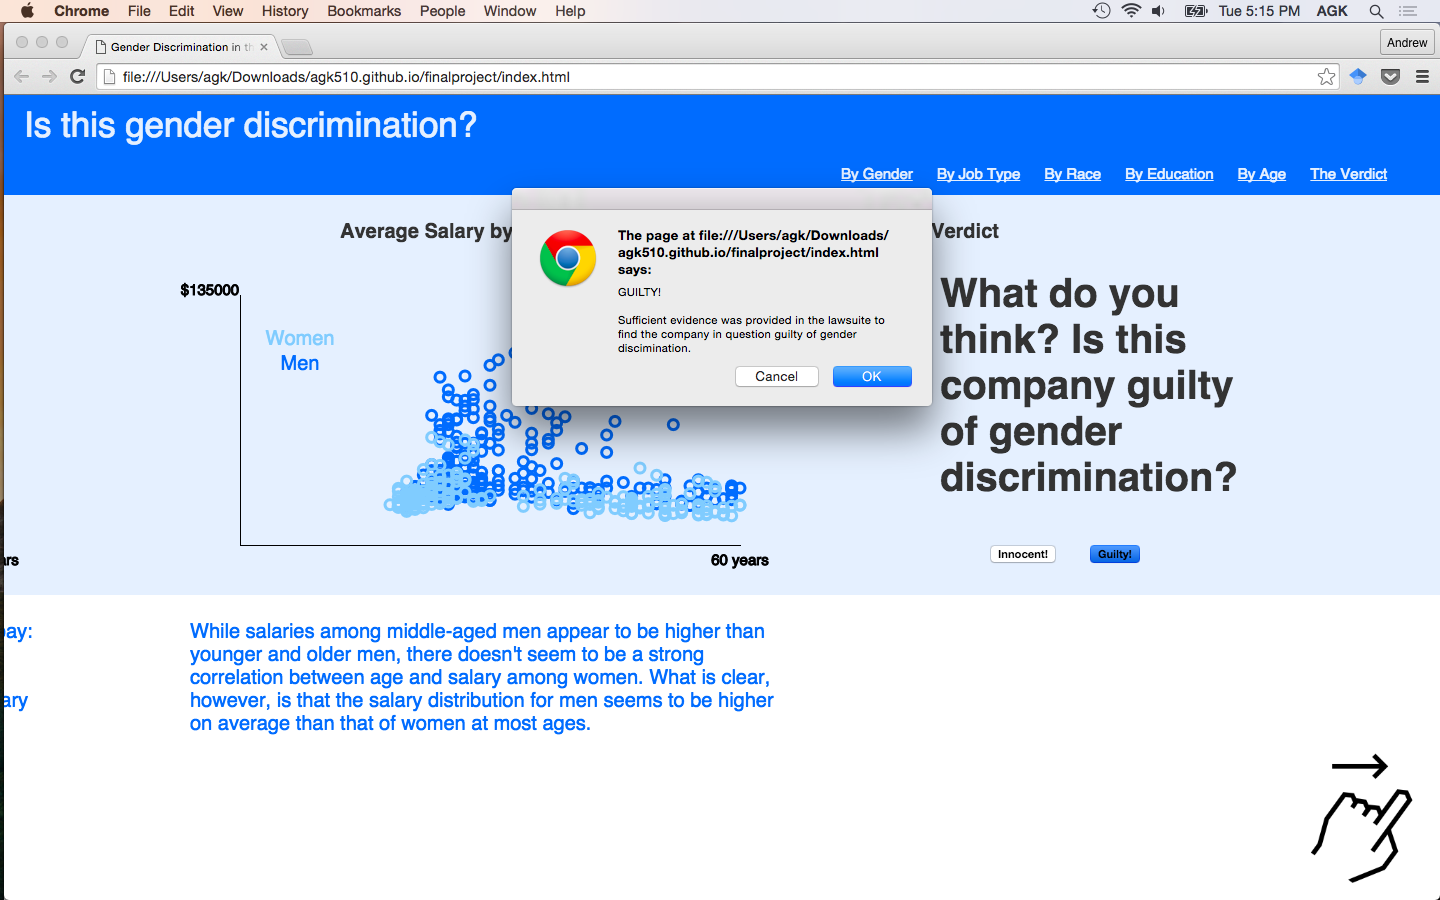 Chrome File Edit View History Bookmarks People Window Help Tue 5:15 PM AGK
Gender Discrimination in th
Andrew
file:///Users/agk/Downloads/agk510.github.io/finalproject/index.html
Is this gender discrimination?
By Gender By Job Type By Race By Education By Age The Verdict
Average Salary by
Verdict
The page at file:///Users/agk/Downloads/
agk510.github.io/finalproject/index.html
says:
GUILTY!
Sufficient evidence was provided in the lawsuite to
find the company in question guilty of gender
discimination.
Cancel OK
$135000
Women
Men
60 years
What do you
think? Is this
company guilty
of gender
discrimination?
Innocent! Guilty!
ars
pay:
ary
While salaries among middle-aged men appear to be higher than
younger and older men, there doesn't seem to be a strong
correlation between age and salary among women. What is clear,
however, is that the salary distribution for men seems to be higher
on average than that of women at most ages.